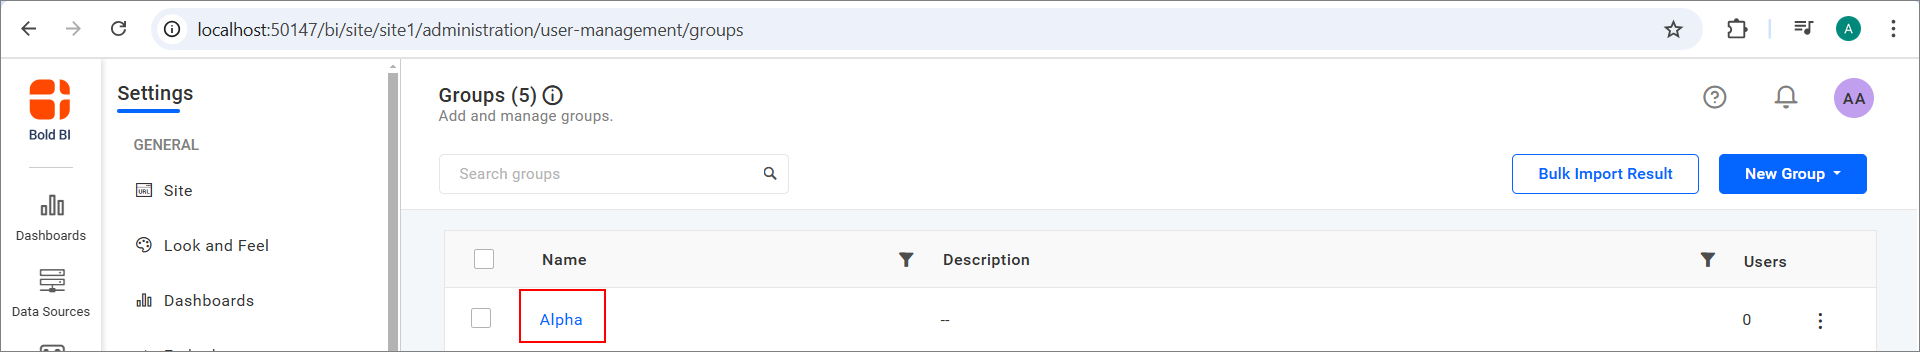 localhost:50147/bi/site/site1/administration/user-management/groups
A
Bold BI
Dashboards
Data Sources
Settings
GENERAL
URL
Site
Look and Feel
Dashboards
Groups (5)
Add and manage groups.
AA
Search groups
Bulk Import Result
New Group
Name
Description
Users
Alpha
--
0